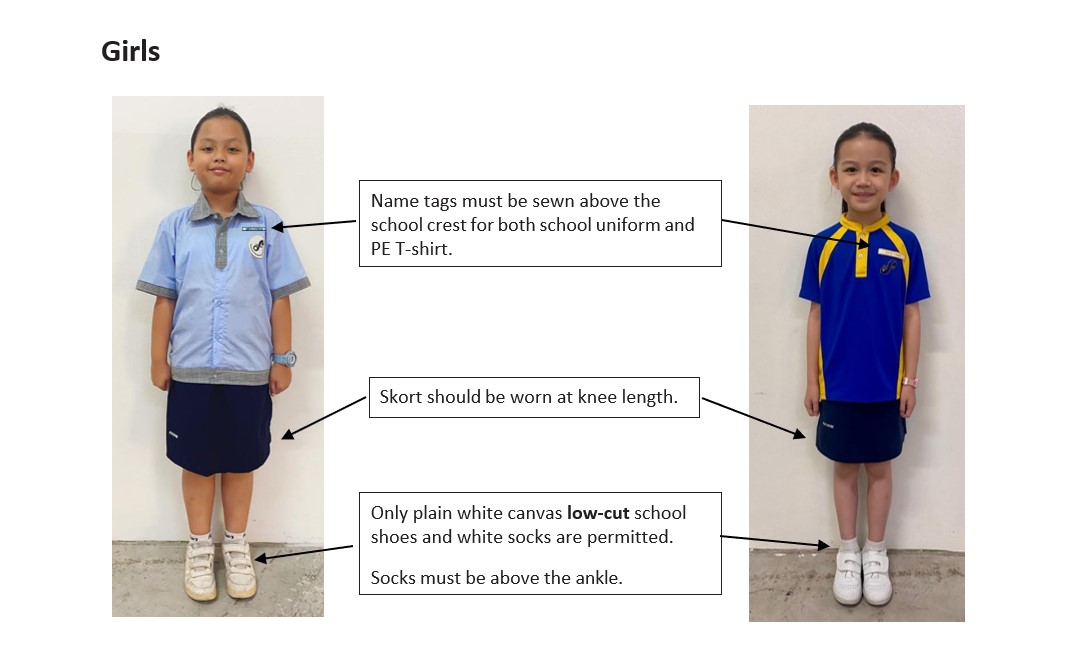 Girls
Name tags must be sewn above the
school crest for both school uniform and
PE T-shirt.
Skort should be worn at knee length.
Only plain white canvas low-cut school
shoes and white socks are permitted.
Socks must be above the ankle.